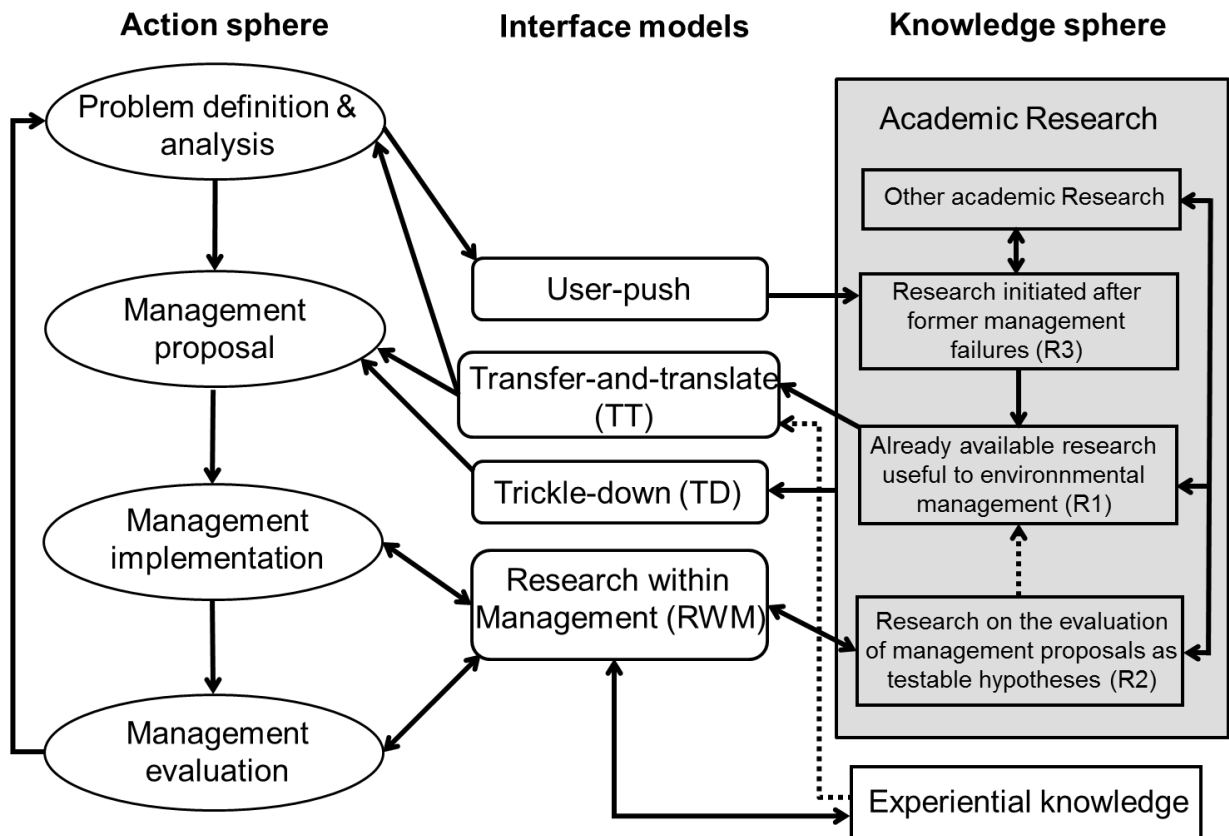 Action sphere
Interface models
Knowledge sphere
Problem definition &
analysis
Management
proposal
Management
implementation
Management
evaluation
User-push
Transfer-and-translate
(TT)
Trickle-down (TD)
Research within
Management (RWM)
Academic Research
Other academic Research
Research initiated after
former management
failures (R3)
Already available research
useful to environnmental
management (R1)
Research on the evaluation
of management proposals as
testable hypotheses (R2)
Experiential knowledge